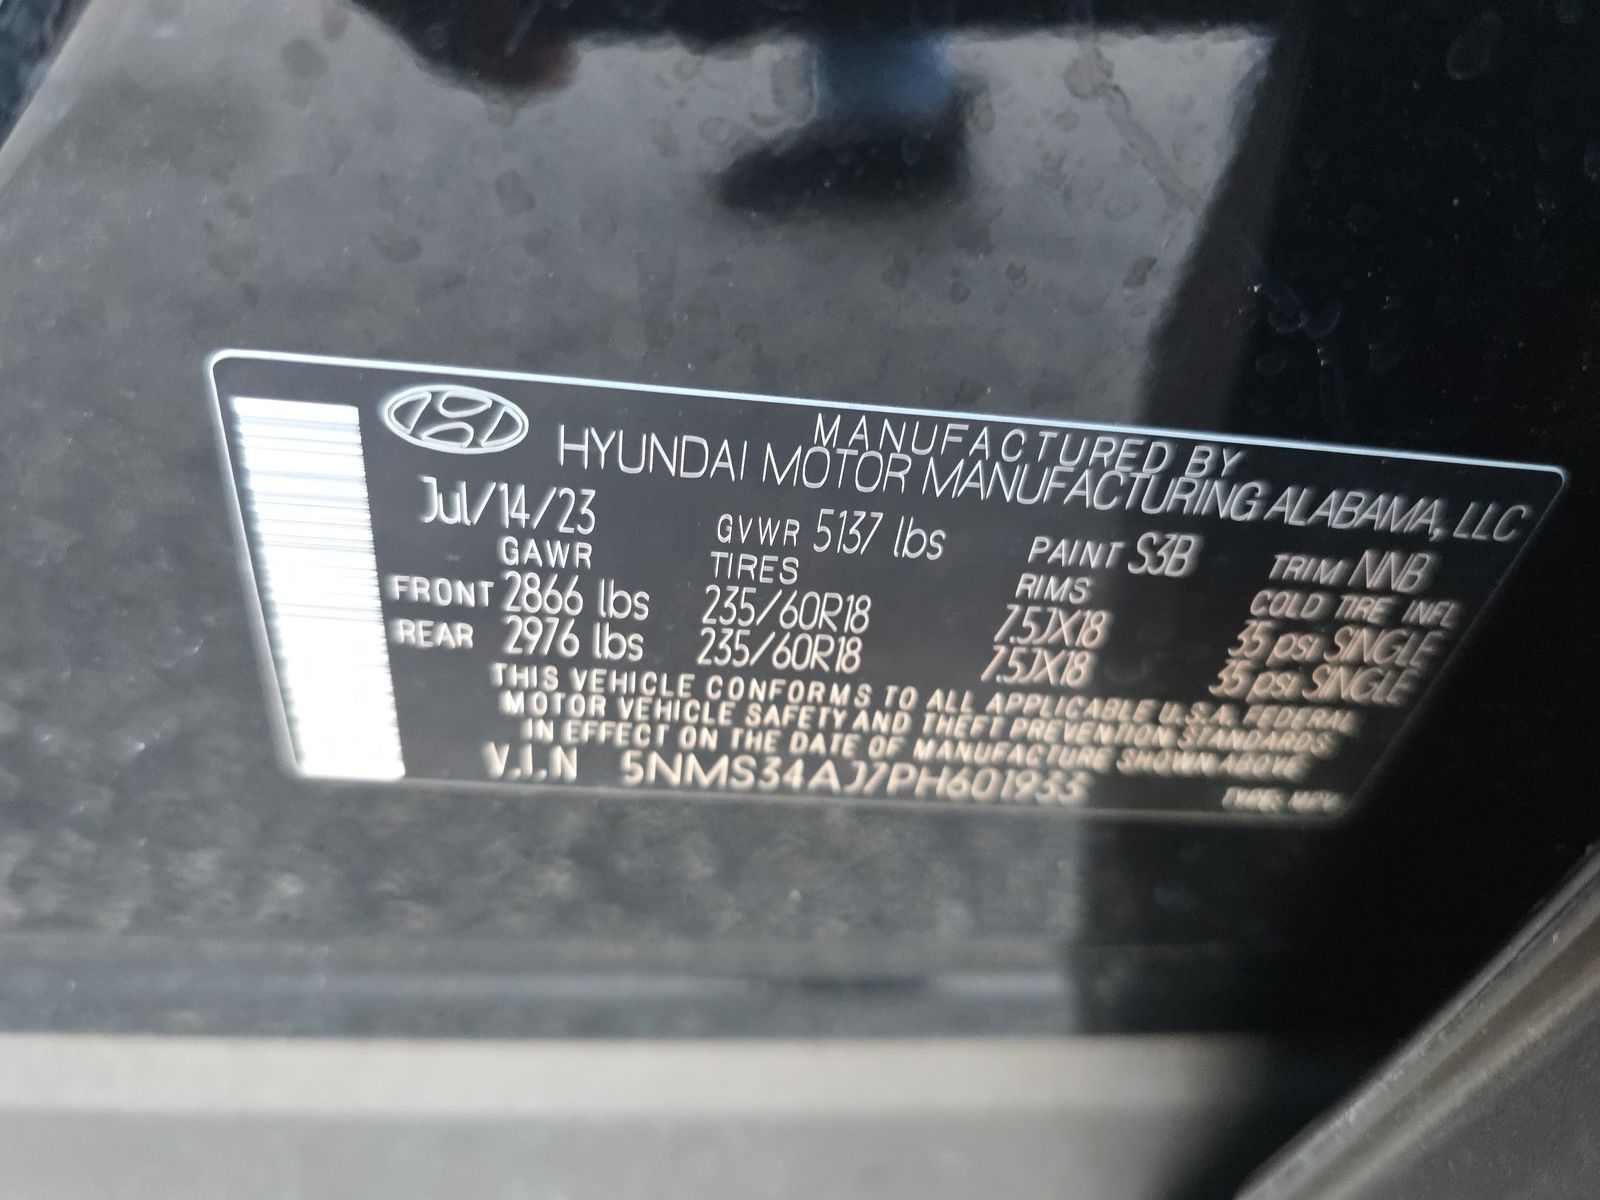 MANUFACTURED BY
HYUNDAI MOTOR MANUFACTURING ALABAMA, LLC
Jul/14/23 GVWR 5137 lbs PAINT S3B TRIM NNB
GAWR TIRES RIMS COLD TIRE INFL
FRONT 2866 lbs 235/60R18 7.5JX18 35 psi SINGLE
REAR 2976 lbs 235/60R18 7.5JX18 35 psi SINGLE
THIS VEHICLE CONFORMS TO ALL APPLICABLE U.S.A. FEDERAL
MOTOR VEHICLE SAFETY AND THEFT PREVENTION STANDARDS
IN EFFECT ON THE DATE OF MANUFACTURE SHOWN ABOVE
V.I.N 5NMS34AJ7PH601933 TYPE: MPV